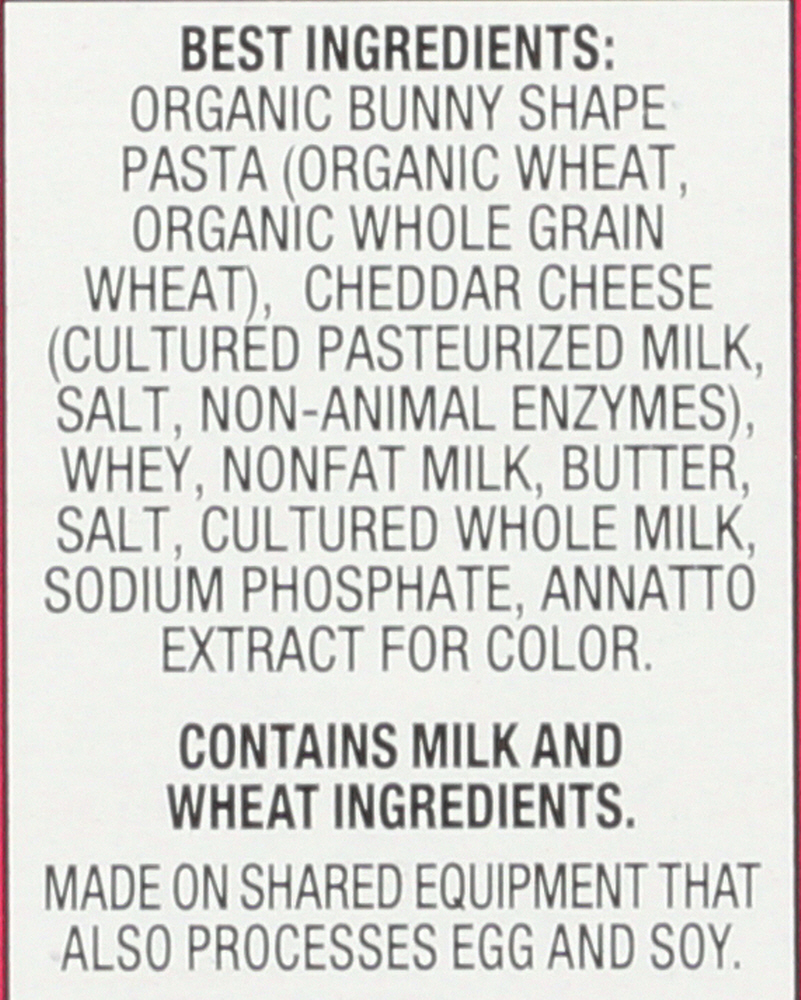 BEST INGREDIENTS:
ORGANIC BUNNY SHAPE
PASTA (ORGANIC WHEAT,
ORGANIC WHOLE GRAIN
WHEAT), CHEDDAR CHEESE
(CULTURED PASTEURIZED MILK,
SALT, NON-ANIMAL ENZYMES),
WHEY, NONFAT MILK, BUTTER,
SALT, CULTURED WHOLE MILK,
SODIUM PHOSPHATE, ANNATTO
EXTRACT FOR COLOR.
CONTAINS MILK AND
WHEAT INGREDIENTS.
MADE ON SHARED EQUIPMENT THAT
ALSO PROCESSES EGG AND SOY.